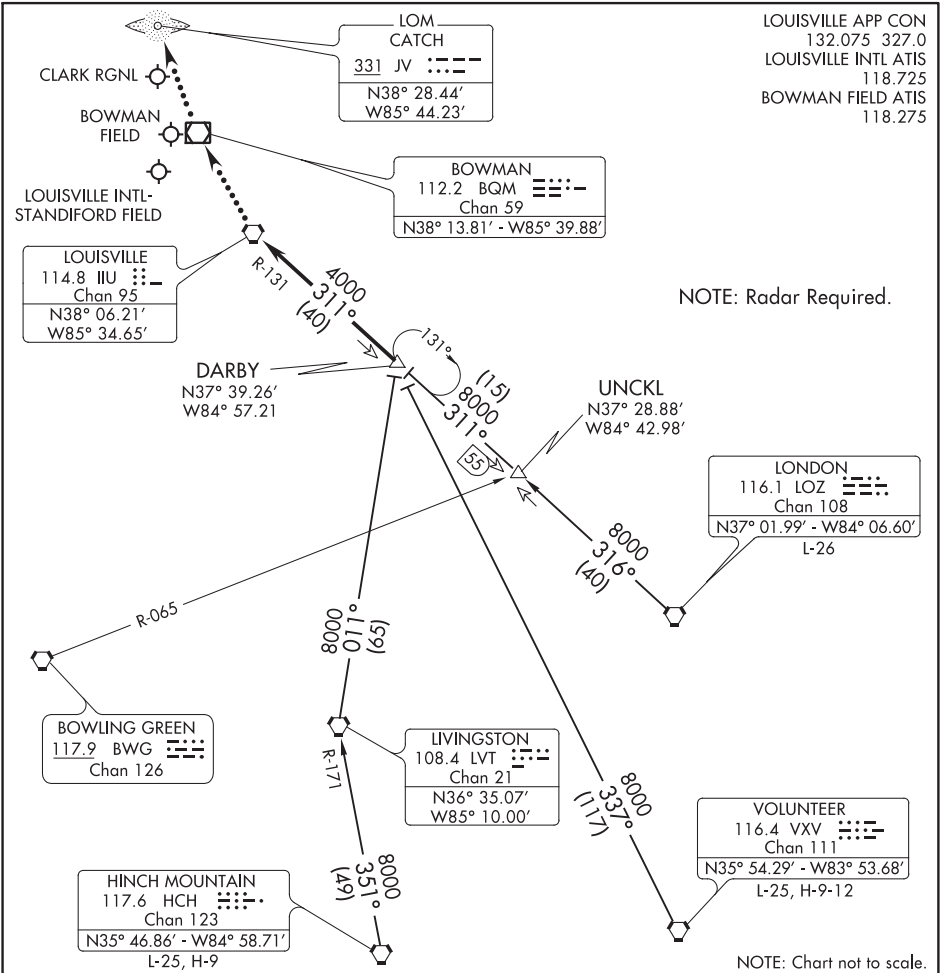 LOUISVILLE APP CON
132.075 327.0
LOUISVILLE INTL ATIS
118.725
BOWMAN FIELD ATIS
118.275
LOM
CATCH
331 JV
N38° 28.44′
W85° 44.23′
CLARK RGNL
BOWMAN
FIELD
LOUISVILLE INTL-
STANDIFORD FIELD
BOWMAN
112.2 BQM
Chan 59
N38° 13.81′ - W85° 39.88′
LOUISVILLE
114.8 IIU
Chan 95
N38° 06.21′
W85° 34.65′
R-131
4000
311°
(40)
NOTE: Radar Required.
DARBY
N37° 39.26′
W84° 57.21
131°
(15)
8000
311°
55
UNCKL
N37° 28.88′
W84° 42.98′
LONDON
116.1 LOZ
Chan 108
N37° 01.99′ - W84° 06.60′
L-26
8000
316°
(40)
R-065
8000
011°
(65)
BOWLING GREEN
117.9 BWG
Chan 126
LIVINGSTON
108.4 LVT
Chan 21
N36° 35.07′
W85° 10.00′
R-171
8000
337°
(117)
VOLUNTEER
116.4 VXV
Chan 111
N35° 54.29′ - W83° 53.68′
L-25, H-9-12
8000
351°
(49)
HINCH MOUNTAIN
117.6 HCH
Chan 123
N35° 46.86′ - W84° 58.71′
L-25, H-9
NOTE: Chart not to scale.